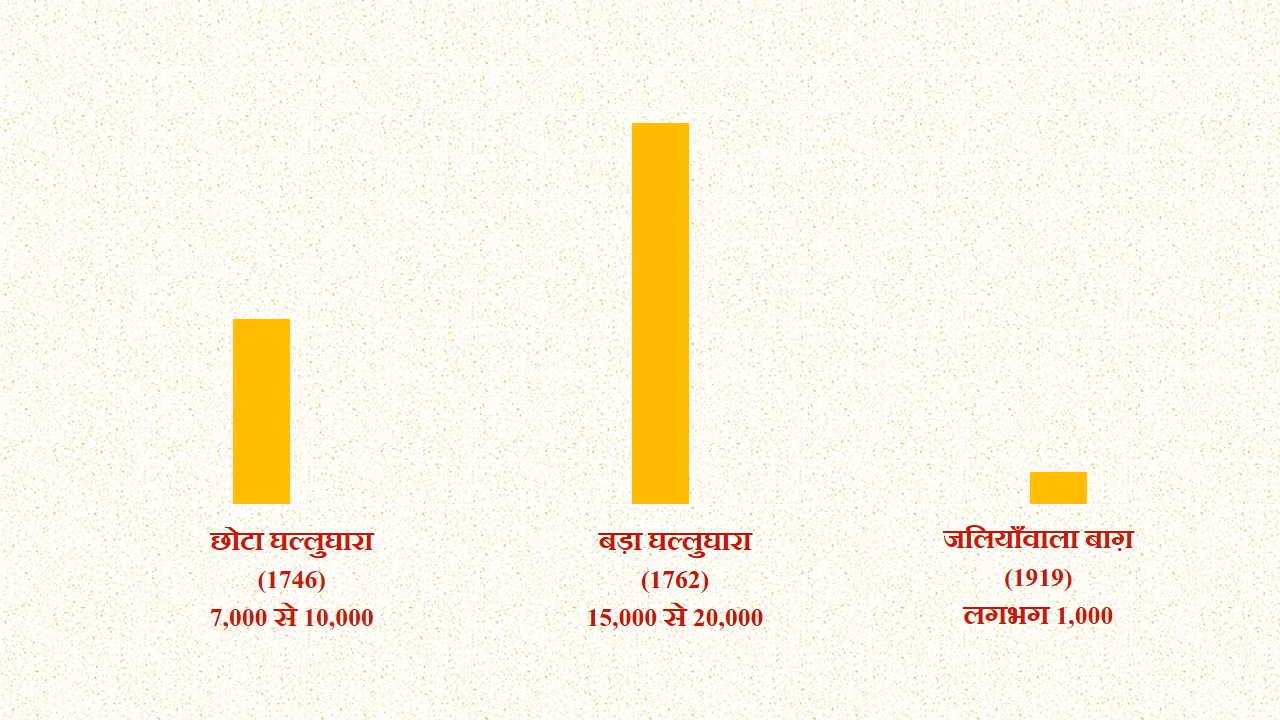 छोटा घल्लुघारा
(1746)
7,000 से 10,000
बड़ा घल्लुघारा
(1762)
15,000 से 20,000
जलियाँवाला बाग़
(1919)
लगभग 1,000